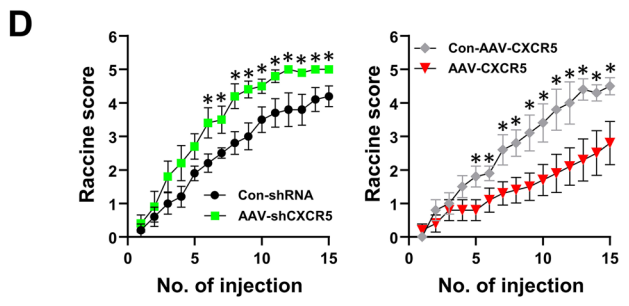 D
Raccine score
6
5
4
3
2
1
0
0 5 10 15
No. of injection
* * * * * * * * * *
Con-shRNA
AAV-shCXCR5
Raccine score
6
5
4
3
2
1
0
0 5 10 15
No. of injection
* * * * * * * * * * *
Con-AAV-CXCR5
AAV-CXCR5